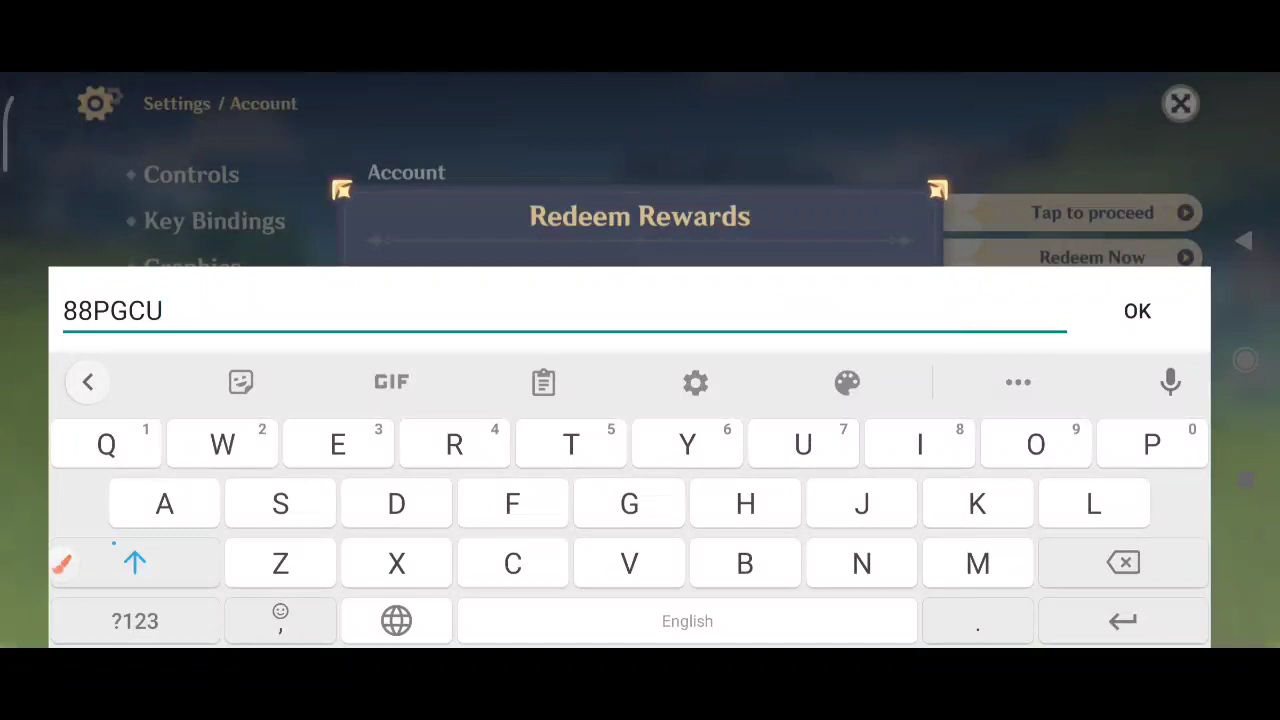 Settings / Account
Controls
Key Bindings
Graphics
Account
Redeem Rewards
Tap to proceed
Redeem Now
88PGCU
OK
GIF
Q 1 W 2 E 3 R 4 T 5 Y 6 U 7 I 8 O 9 P 0
A S D F G H J K L
Z X C V B N M
?123 , English .